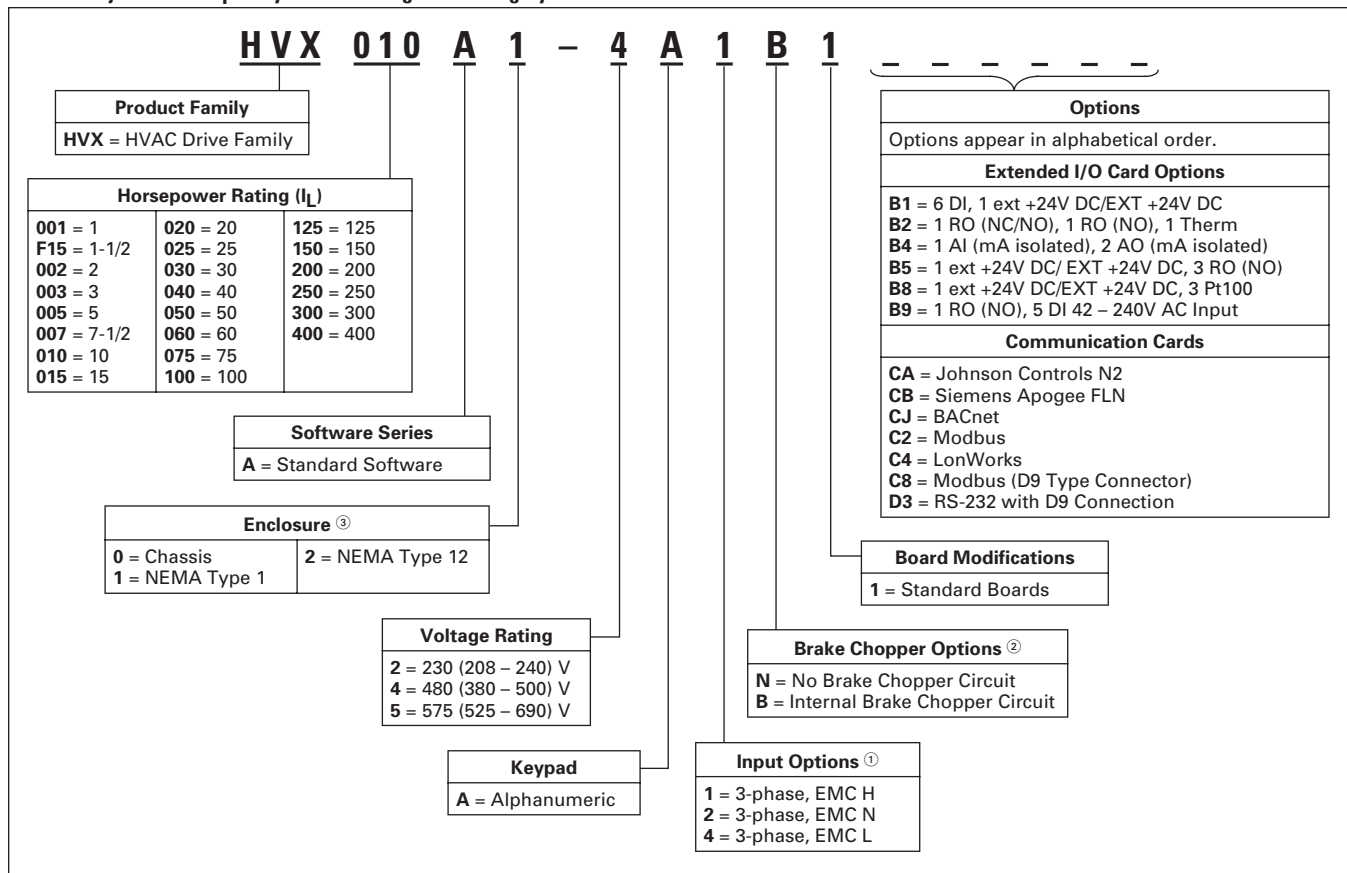 HVX 010 A 1 – 4 A 1 B 1 _ _ _ _ _ _
Product Family
HVX = HVAC Drive Family
Horsepower Rating (IL)
001 = 1
F15 = 1-1/2
002 = 2
003 = 3
005 = 5
007 = 7-1/2
010 = 10
015 = 15
020 = 20
025 = 25
030 = 30
040 = 40
050 = 50
060 = 60
075 = 75
100 = 100
125 = 125
150 = 150
200 = 200
250 = 250
300 = 300
400 = 400
Software Series
A = Standard Software
Enclosure ③
0 = Chassis
1 = NEMA Type 1
2 = NEMA Type 12
Voltage Rating
2 = 230 (208 – 240) V
4 = 480 (380 – 500) V
5 = 575 (525 – 690) V
Keypad
A = Alphanumeric
Input Options ①
1 = 3-phase, EMC H
2 = 3-phase, EMC N
4 = 3-phase, EMC L
Brake Chopper Options ②
N = No Brake Chopper Circuit
B = Internal Brake Chopper Circuit
Board Modifications
1 = Standard Boards
Options
Options appear in alphabetical order.
Extended I/O Card Options
B1 = 6 DI, 1 ext +24V DC/EXT +24V DC
B2 = 1 RO (NC/NO), 1 RO (NO), 1 Therm
B4 = 1 AI (mA isolated), 2 AO (mA isolated)
B5 = 1 ext +24V DC/ EXT +24V DC, 3 RO (NO)
B8 = 1 ext +24V DC/EXT +24V DC, 3 Pt100
B9 = 1 RO (NO), 5 DI 42 – 240V AC Input
Communication Cards
CA = Johnson Controls N2
CB = Siemens Apogee FLN
CJ = BACnet
C2 = Modbus
C4 = LonWorks
C8 = Modbus (D9 Type Connector)
D3 = RS-232 with D9 Connection